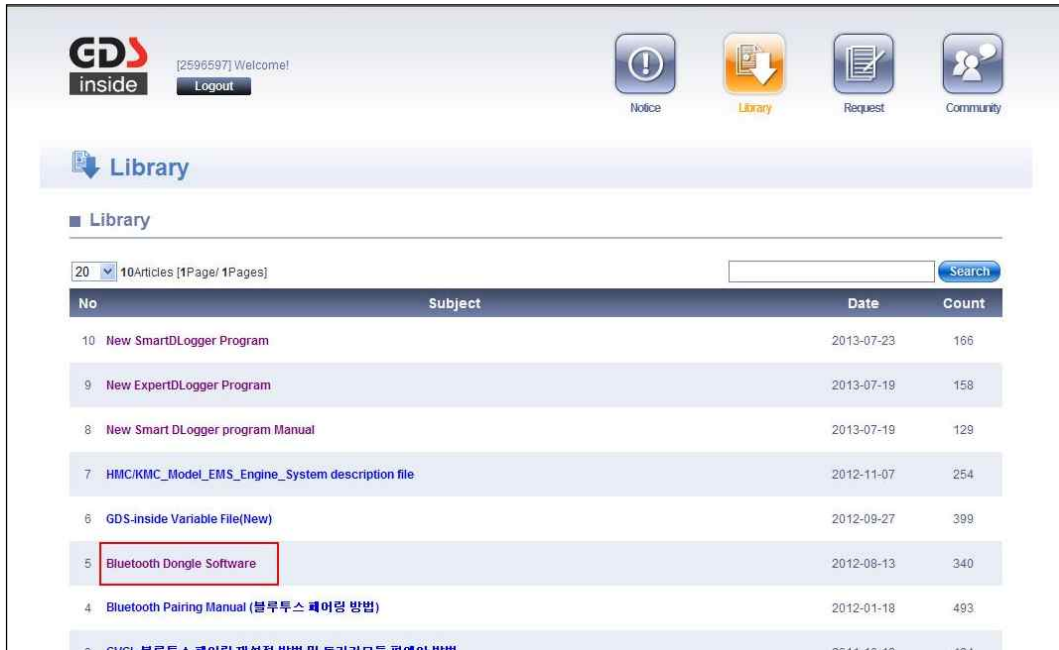 GDS
inside
[2596597] Welcome!
Logout
Notice
Library
Request
Community
Library
Library
20 10Articles [1Page/ 1Pages]
Search
No Subject Date Count
10 New SmartDLogger Program 2013-07-23 166
9 New ExpertDLogger Program 2013-07-19 158
8 New Smart DLogger program Manual 2013-07-19 129
7 HMC/KMC_Model_EMS_Engine_System description file 2012-11-07 254
6 GDS-inside Variable File(New) 2012-09-27 399
5 Bluetooth Dongle Software 2012-08-13 340
4 Bluetooth Pairing Manual (블루투스 페어링 방법) 2012-01-18 493